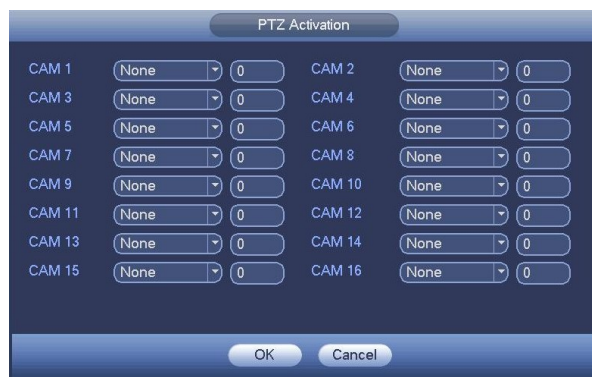 PTZ Activation
CAM 1 None 0 CAM 2 None 0
CAM 3 None 0 CAM 4 None 0
CAM 5 None 0 CAM 6 None 0
CAM 7 None 0 CAM 8 None 0
CAM 9 None 0 CAM 10 None 0
CAM 11 None 0 CAM 12 None 0
CAM 13 None 0 CAM 14 None 0
CAM 15 None 0 CAM 16 None 0
OK Cancel